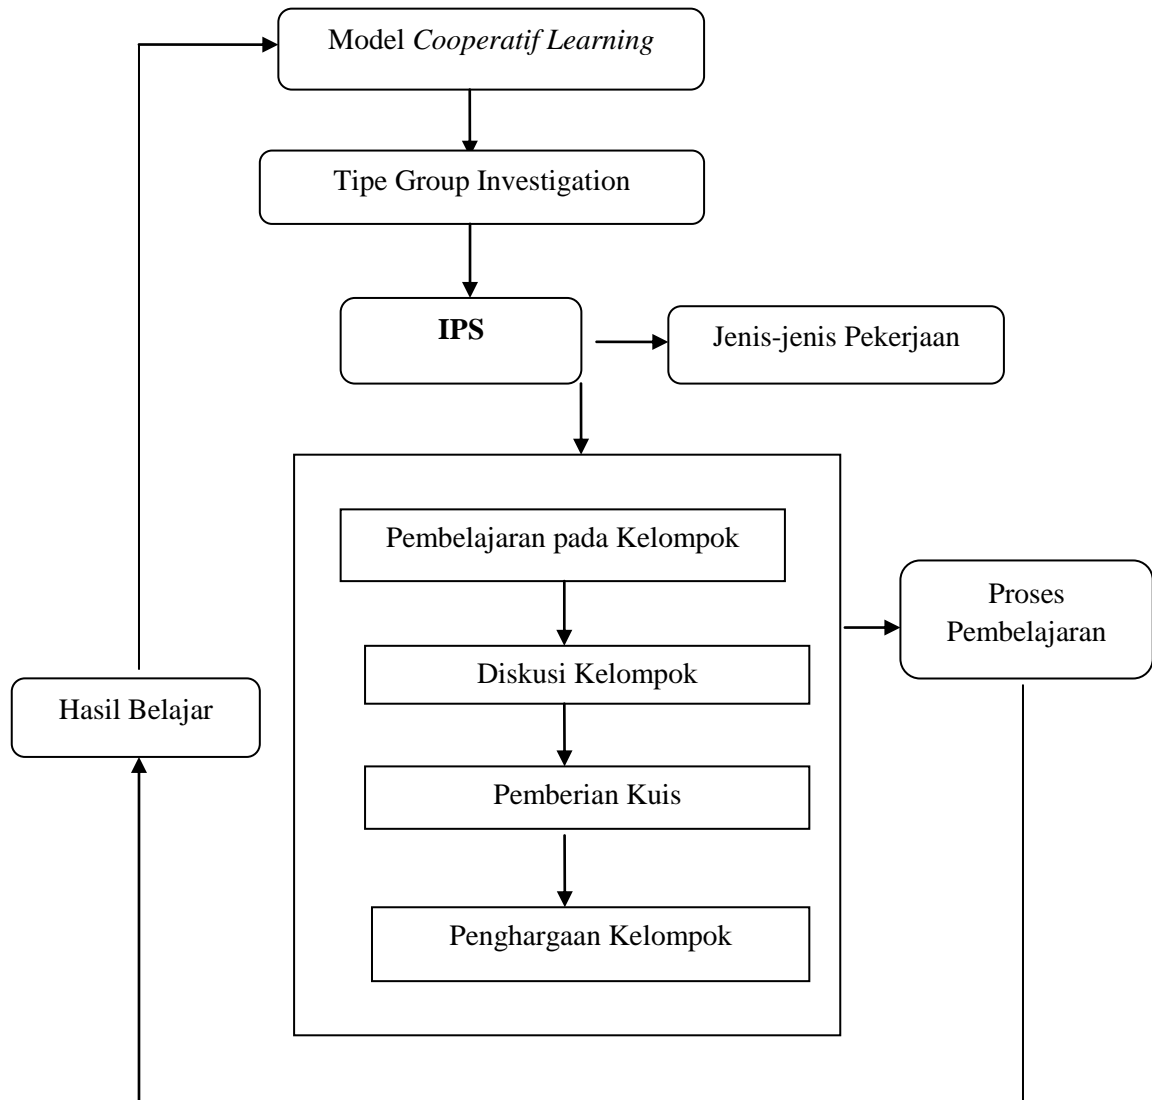 Model Cooperatif Learning
Tipe Group Investigation
IPS
Jenis-jenis Pekerjaan
Pembelajaran pada Kelompok
Diskusi Kelompok
Pemberian Kuis
Penghargaan Kelompok
Proses
Pembelajaran
Hasil Belajar